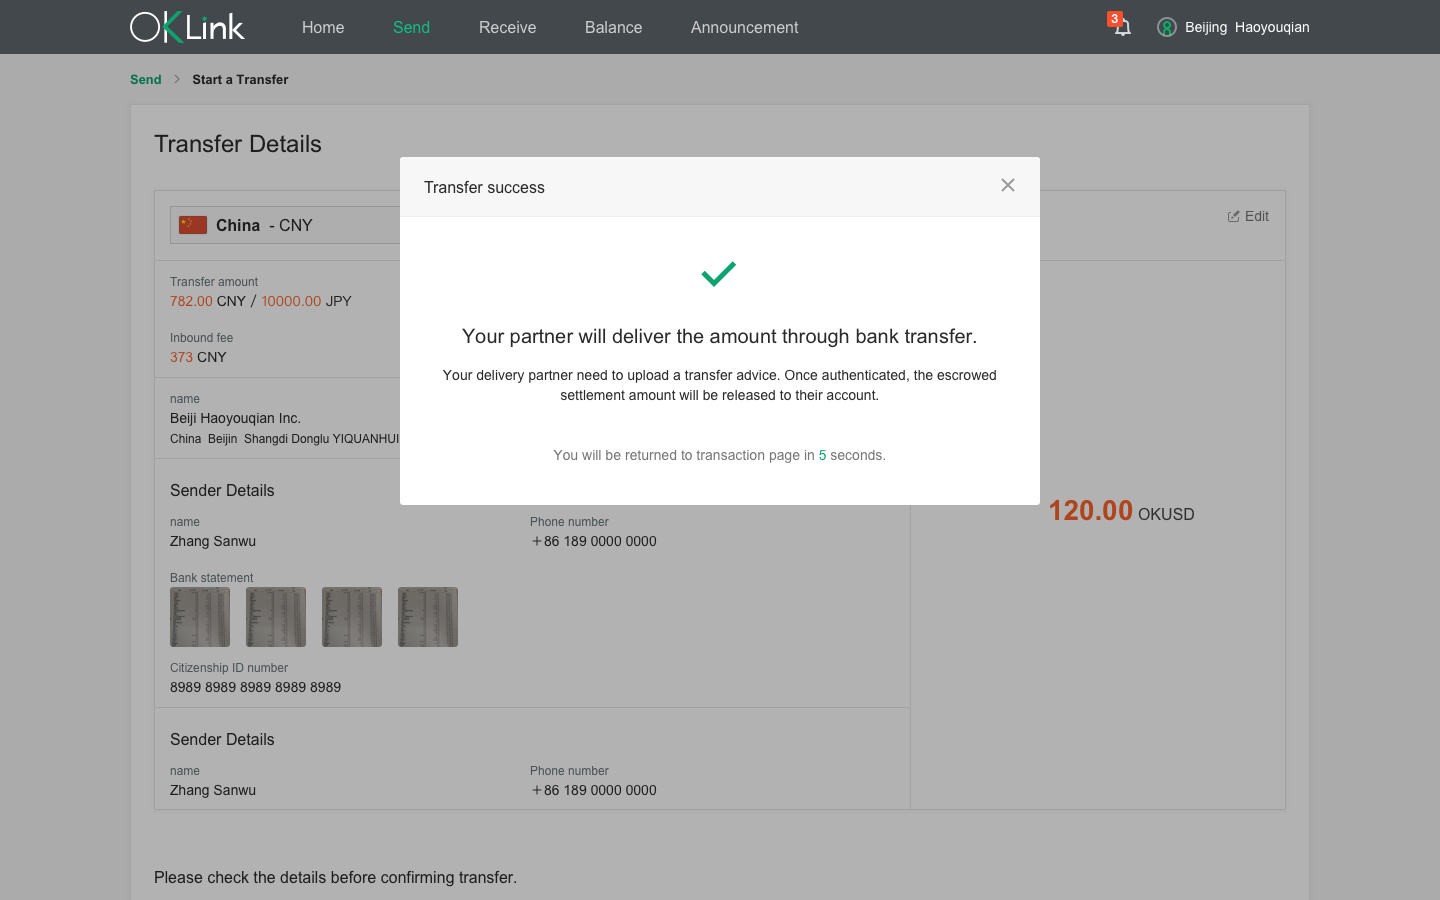 OKLink Home Send Receive Balance Announcement 3 Beijing Haoyouqian
Send > Start a Transfer
Transfer Details
Transfer success
China - CNY
Edit
Transfer amount
782.00 CNY / 10000.00 JPY
Your partner will deliver the amount through bank transfer.
Inbound fee
373 CNY
Your delivery partner need to upload a transfer advice. Once authenticated, the escrowed
settlement amount will be released to their account.
name
Beiji Haoyouqian Inc.
China Beijin Shangdi Donglu YIQUANHUI
You will be returned to transaction page in 5 seconds.
Sender Details
120.00 OKUSD
name Phone number
Zhang Sanwu +86 189 0000 0000
Bank statement
Citizenship ID number
8989 8989 8989 8989 8989
Sender Details
name Phone number
Zhang Sanwu +86 189 0000 0000
Please check the details before confirming transfer.